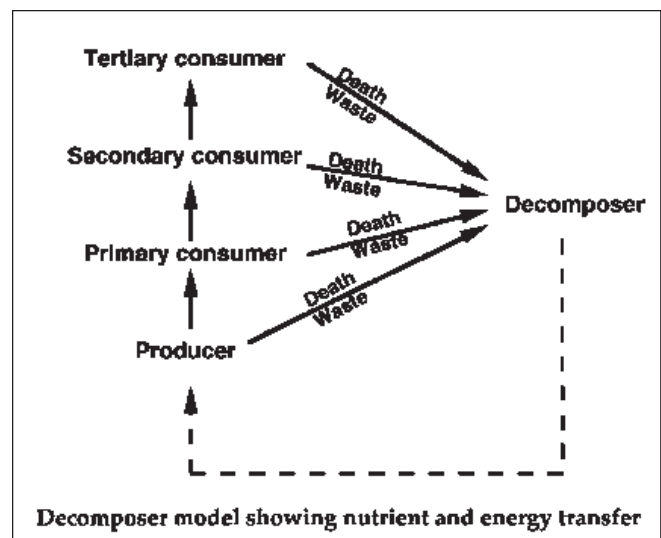 Tertiary consumer
Death
Waste
Secondary consumer
Death
Waste
Decomposer
Primary consumer
Death
Waste
Producer
Death
Waste
Decomposer model showing nutrient and energy transfer